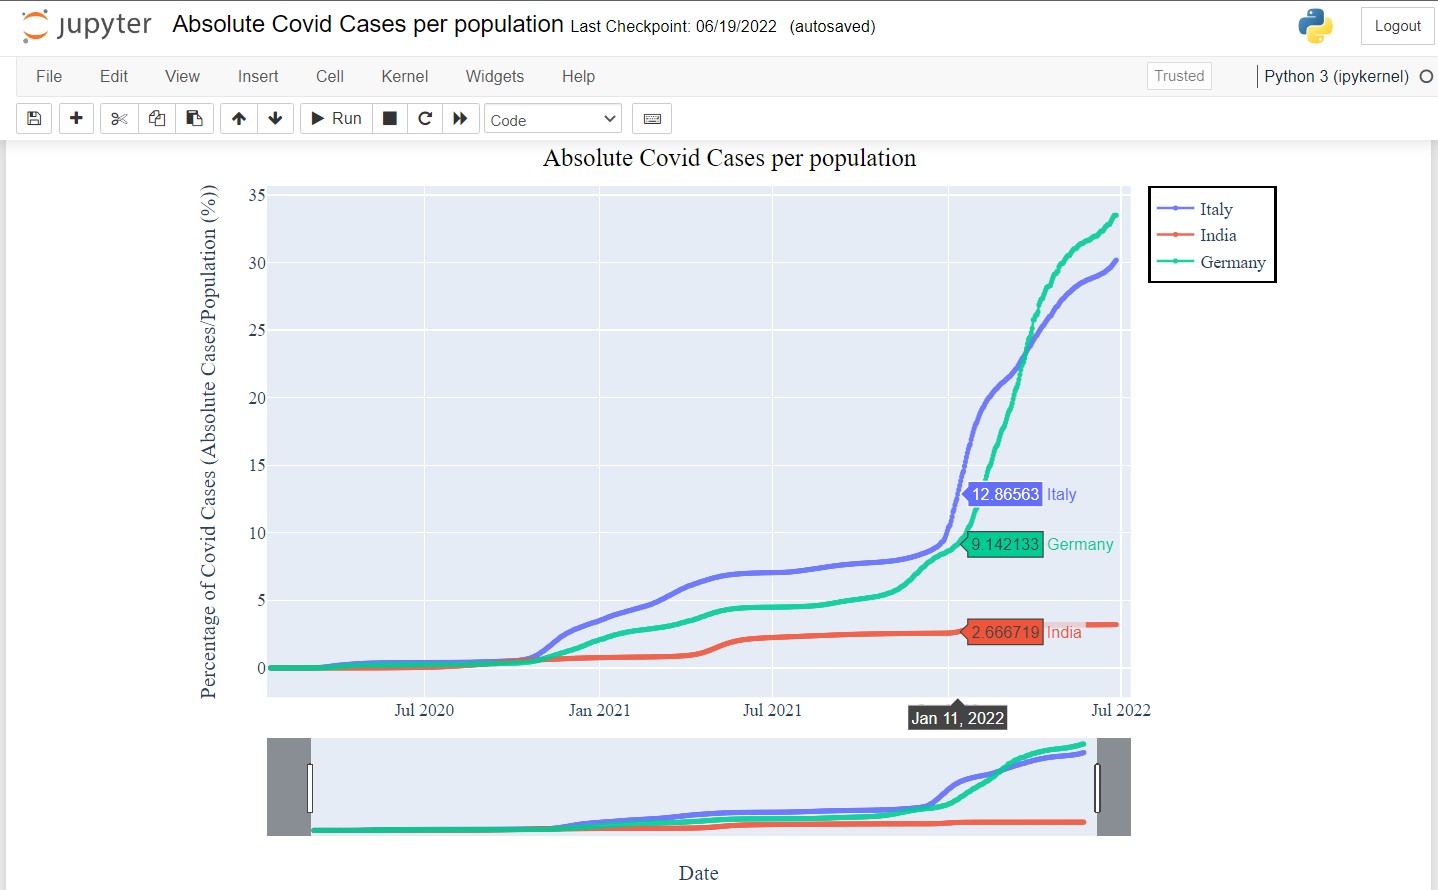 jupyter Absolute Covid Cases per population Last Checkpoint: 06/19/2022 (autosaved) Logout
File Edit View Insert Cell Kernel Widgets Help Trusted Python 3 (ipykernel)
Run Code
Absolute Covid Cases per population
Percentage of Covid Cases (Absolute Cases/Population (%))
35
30
25
20
15
10
5
0
Italy
India
Germany
12.86563 Italy
9.142133 Germany
2.666719 India
Jul 2020 Jan 2021 Jul 2021 Jul 2022
Jan 11, 2022
Date